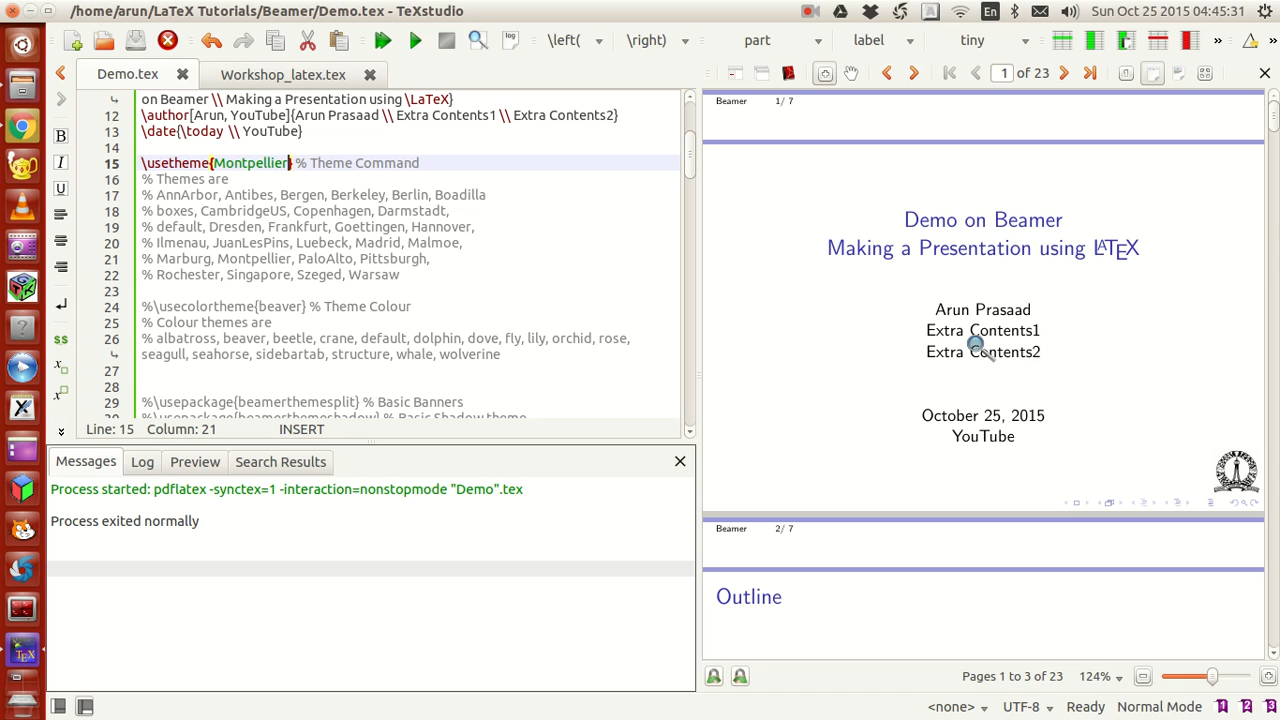 /home/arun/LaTeX Tutorials/Beamer/Demo.tex - TeXstudio
En
Sun Oct 25 2015 04:45:31
\left(
\right)
part
label
tiny
Demo.tex
Workshop_latex.tex
1 of 23
on Beamer \\ Making a Presentation using \LaTeX}
12 \author[Arun, YouTube]{Arun Prasaad \\ Extra Contents1 \\ Extra Contents2}
13 \date{\today \\ YouTube}
14
15 \usetheme{Montpellier} % Theme Command
16 % Themes are
17 % AnnArbor, Antibes, Bergen, Berkeley, Berlin, Boadilla
18 % boxes, CambridgeUS, Copenhagen, Darmstadt,
19 % default, Dresden, Frankfurt, Goettingen, Hannover,
20 % Ilmenau, JuanLesPins, Luebeck, Madrid, Malmoe,
21 % Marburg, Montpellier, PaloAlto, Pittsburgh,
22 % Rochester, Singapore, Szeged, Warsaw
23
24 %\usecolortheme{beaver} % Theme Colour
25 % Colour themes are
26 % albatross, beaver, beetle, crane, default, dolphin, dove, fly, lily, orchid, rose,
seagull, seahorse, sidebartab, structure, whale, wolverine
27
28
29 %\usepackage{beamerthemesplit} % Basic Banners
30 %\usepackage{beamerthemeshadow} % Basic Shadow theme
Line: 15 Column: 21 INSERT
Messages
Log
Preview
Search Results
Process started: pdflatex -synctex=1 -interaction=nonstopmode "Demo".tex
Process exited normally
Beamer 1/ 7
Demo on Beamer
Making a Presentation using LATEX
Arun Prasaad
Extra Contents1
Extra Contents2
October 25, 2015
YouTube
Beamer 2/ 7
Outline
Pages 1 to 3 of 23 124%
<none> UTF-8 Ready Normal Mode